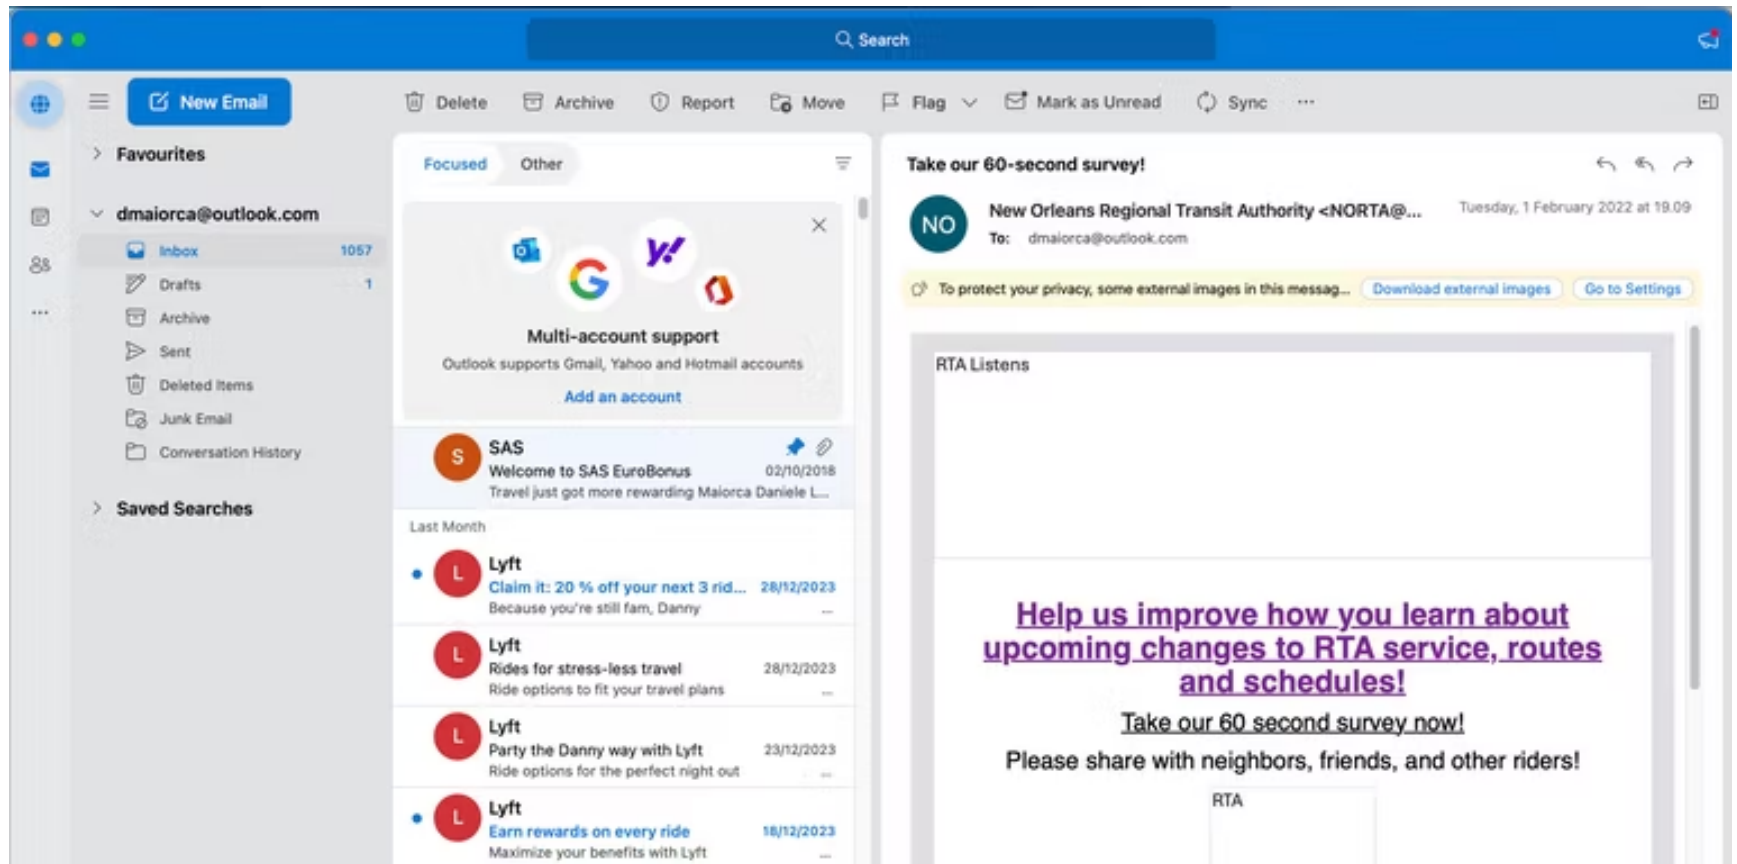 Search
New Email
Delete
Archive
Report
Move
Flag
Mark as Unread
Sync
Favourites
dmaiorca@outlook.com
Inbox 1057
Drafts 1
Archive
Sent
Deleted Items
Junk Email
Conversation History
Saved Searches
Focused Other
Multi-account support
Outlook supports Gmail, Yahoo and Hotmail accounts
Add an account
S SAS
Welcome to SAS EuroBonus 02/10/2018
Travel just got more rewarding Maiorca Daniele L...
Last Month
L Lyft
Claim it: 20 % off your next 3 rid... 28/12/2023
Because you're still fam, Danny ...
L Lyft
Rides for stress-less travel 28/12/2023
Ride options to fit your travel plans ...
L Lyft
Party the Danny way with Lyft 23/12/2023
Ride options for the perfect night out ...
L Lyft
Earn rewards on every ride 18/12/2023
Maximize your benefits with Lyft ...
Take our 60-second survey!
NO New Orleans Regional Transit Authority <NORTA@... Tuesday, 1 February 2022 at 19.09
To: dmaiorca@outlook.com
To protect your privacy, some external images in this messag... Download external images Go to Settings
RTA Listens
Help us improve how you learn about
upcoming changes to RTA service, routes
and schedules!
Take our 60 second survey now!
Please share with neighbors, friends, and other riders!
RTA